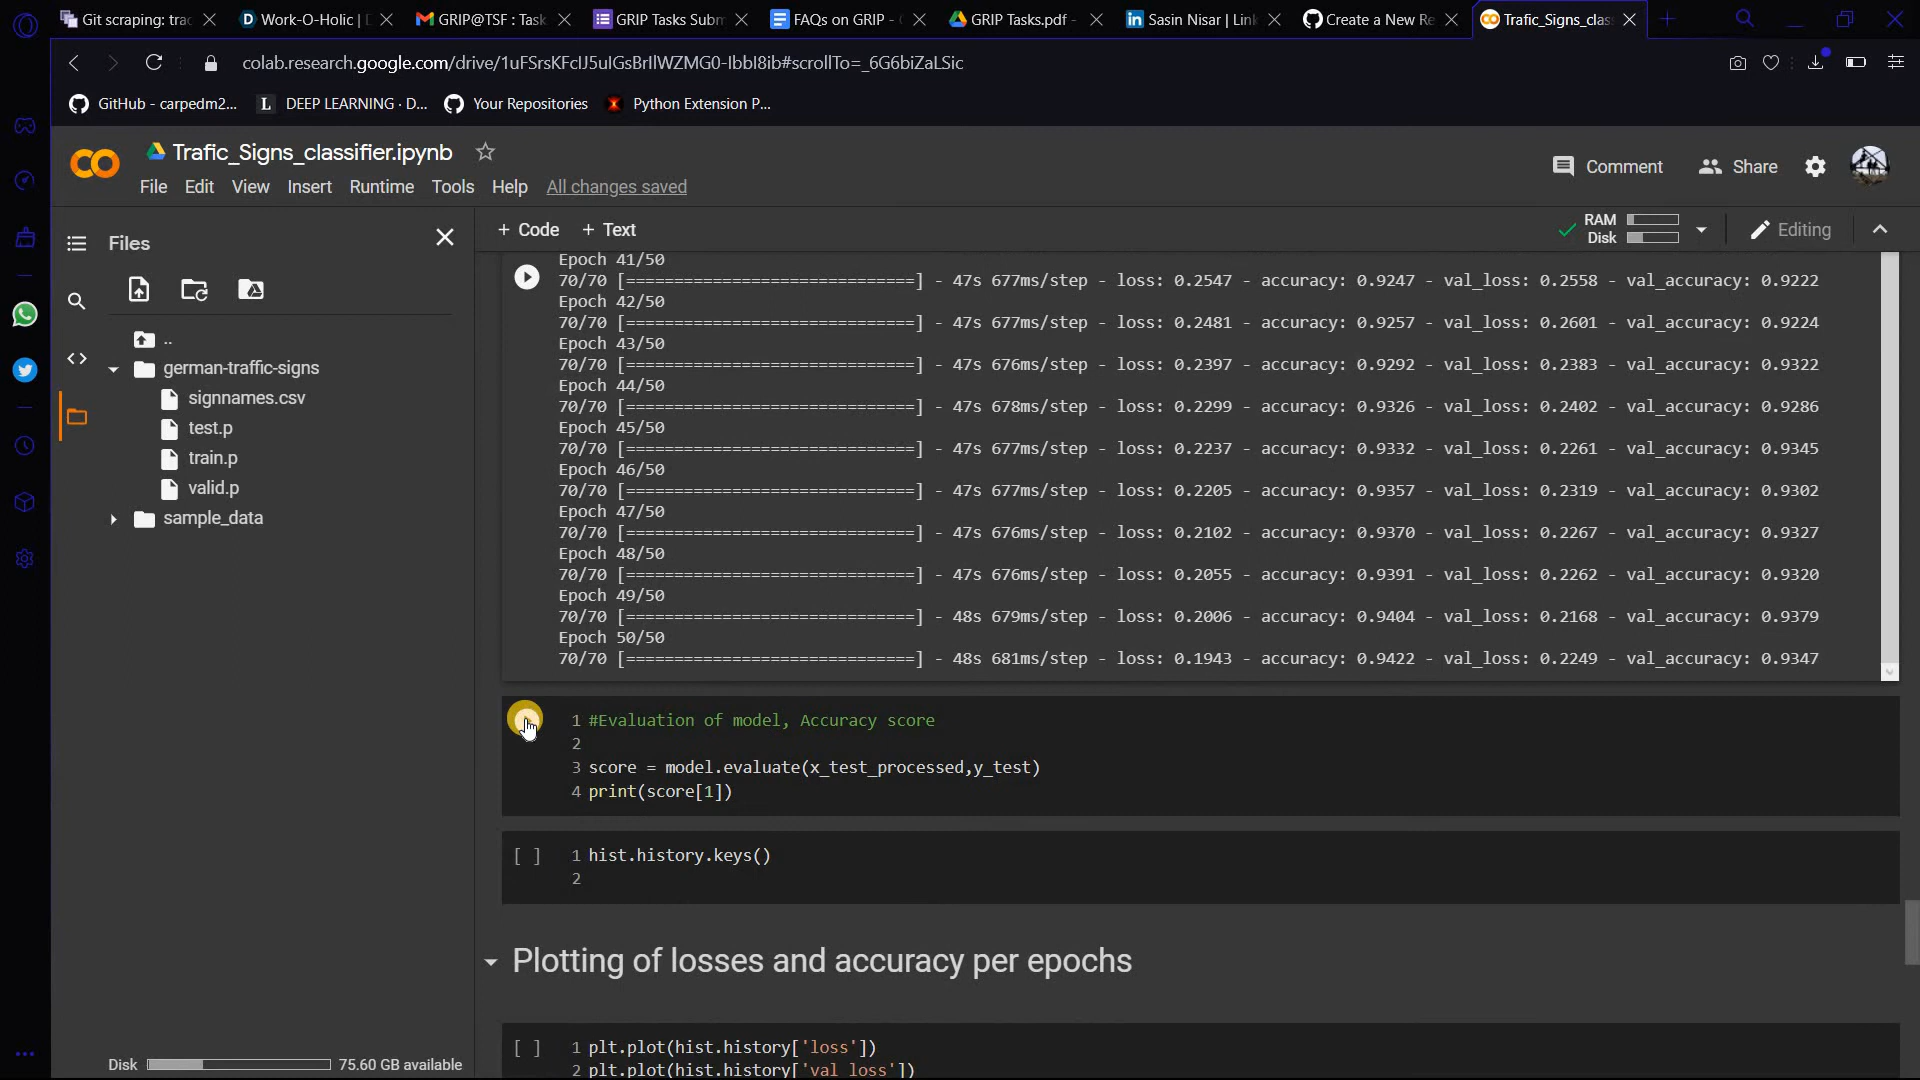 Git scraping: trac
Work-O-Holic | D
GRIP@TSF : Task
GRIP Tasks Subm
FAQs on GRIP -
GRIP Tasks.pdf -
Sasin Nisar | Link
Create a New Re
Trafic_Signs_clas
colab.research.google.com/drive/1uFSrsKFcIJ5uIGsBrIlWZMG0-IbbI8ib#scrollTo=_6G6biZaLSic
GitHub - carpedm2...
DEEP LEARNING · D...
Your Repositories
Python Extension P...
Trafic_Signs_classifier.ipynb
Comment
Share
File Edit View Insert Runtime Tools Help All changes saved
Files
+ Code + Text
RAM
Disk
Editing
..
german-traffic-signs
signnames.csv
test.p
train.p
valid.p
sample_data
Disk
75.60 GB available
Epoch 41/50
70/70 [==============================] - 47s 677ms/step - loss: 0.2547 - accuracy: 0.9247 - val_loss: 0.2558 - val_accuracy: 0.9222
Epoch 42/50
70/70 [==============================] - 47s 677ms/step - loss: 0.2481 - accuracy: 0.9257 - val_loss: 0.2601 - val_accuracy: 0.9224
Epoch 43/50
70/70 [==============================] - 47s 676ms/step - loss: 0.2397 - accuracy: 0.9292 - val_loss: 0.2383 - val_accuracy: 0.9322
Epoch 44/50
70/70 [==============================] - 47s 678ms/step - loss: 0.2299 - accuracy: 0.9326 - val_loss: 0.2402 - val_accuracy: 0.9286
Epoch 45/50
70/70 [==============================] - 47s 677ms/step - loss: 0.2237 - accuracy: 0.9332 - val_loss: 0.2261 - val_accuracy: 0.9345
Epoch 46/50
70/70 [==============================] - 47s 677ms/step - loss: 0.2205 - accuracy: 0.9357 - val_loss: 0.2319 - val_accuracy: 0.9302
Epoch 47/50
70/70 [==============================] - 47s 676ms/step - loss: 0.2102 - accuracy: 0.9370 - val_loss: 0.2267 - val_accuracy: 0.9327
Epoch 48/50
70/70 [==============================] - 47s 676ms/step - loss: 0.2055 - accuracy: 0.9391 - val_loss: 0.2262 - val_accuracy: 0.9320
Epoch 49/50
70/70 [==============================] - 48s 679ms/step - loss: 0.2006 - accuracy: 0.9404 - val_loss: 0.2168 - val_accuracy: 0.9379
Epoch 50/50
70/70 [==============================] - 48s 681ms/step - loss: 0.1943 - accuracy: 0.9422 - val_loss: 0.2249 - val_accuracy: 0.9347
1 #Evaluation of model, Accuracy score
2
3 score = model.evaluate(x_test_processed,y_test)
4 print(score[1])
[ ] 1 hist.history.keys()
2
Plotting of losses and accuracy per epochs
[ ] 1 plt.plot(hist.history['loss'])
2 plt.plot(hist.history['val_loss'])